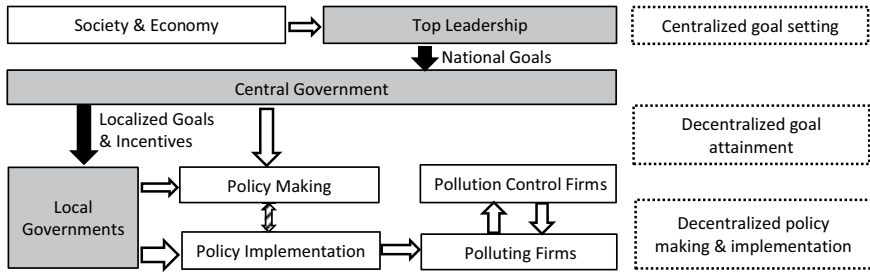 Society & Economy
Top Leadership
Centralized goal setting
National Goals
Central Government
Localized Goals
& Incentives
Decentralized goal
attainment
Local
Governments
Policy Making
Pollution Control Firms
Policy Implementation
Polluting Firms
Decentralized policy
making & implementation